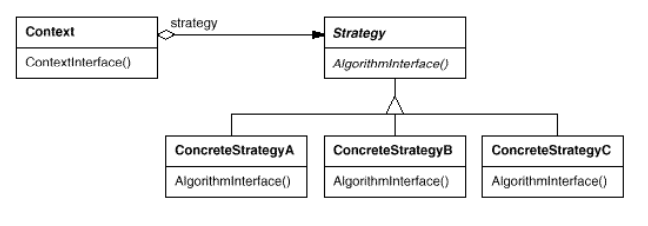 strategy
Context
Strategy
ContextInterface()
AlgorithmInterface()
ConcreteStrategyA
ConcreteStrategyB
ConcreteStrategyC
AlgorithmInterface()
AlgorithmInterface()
AlgorithmInterface()